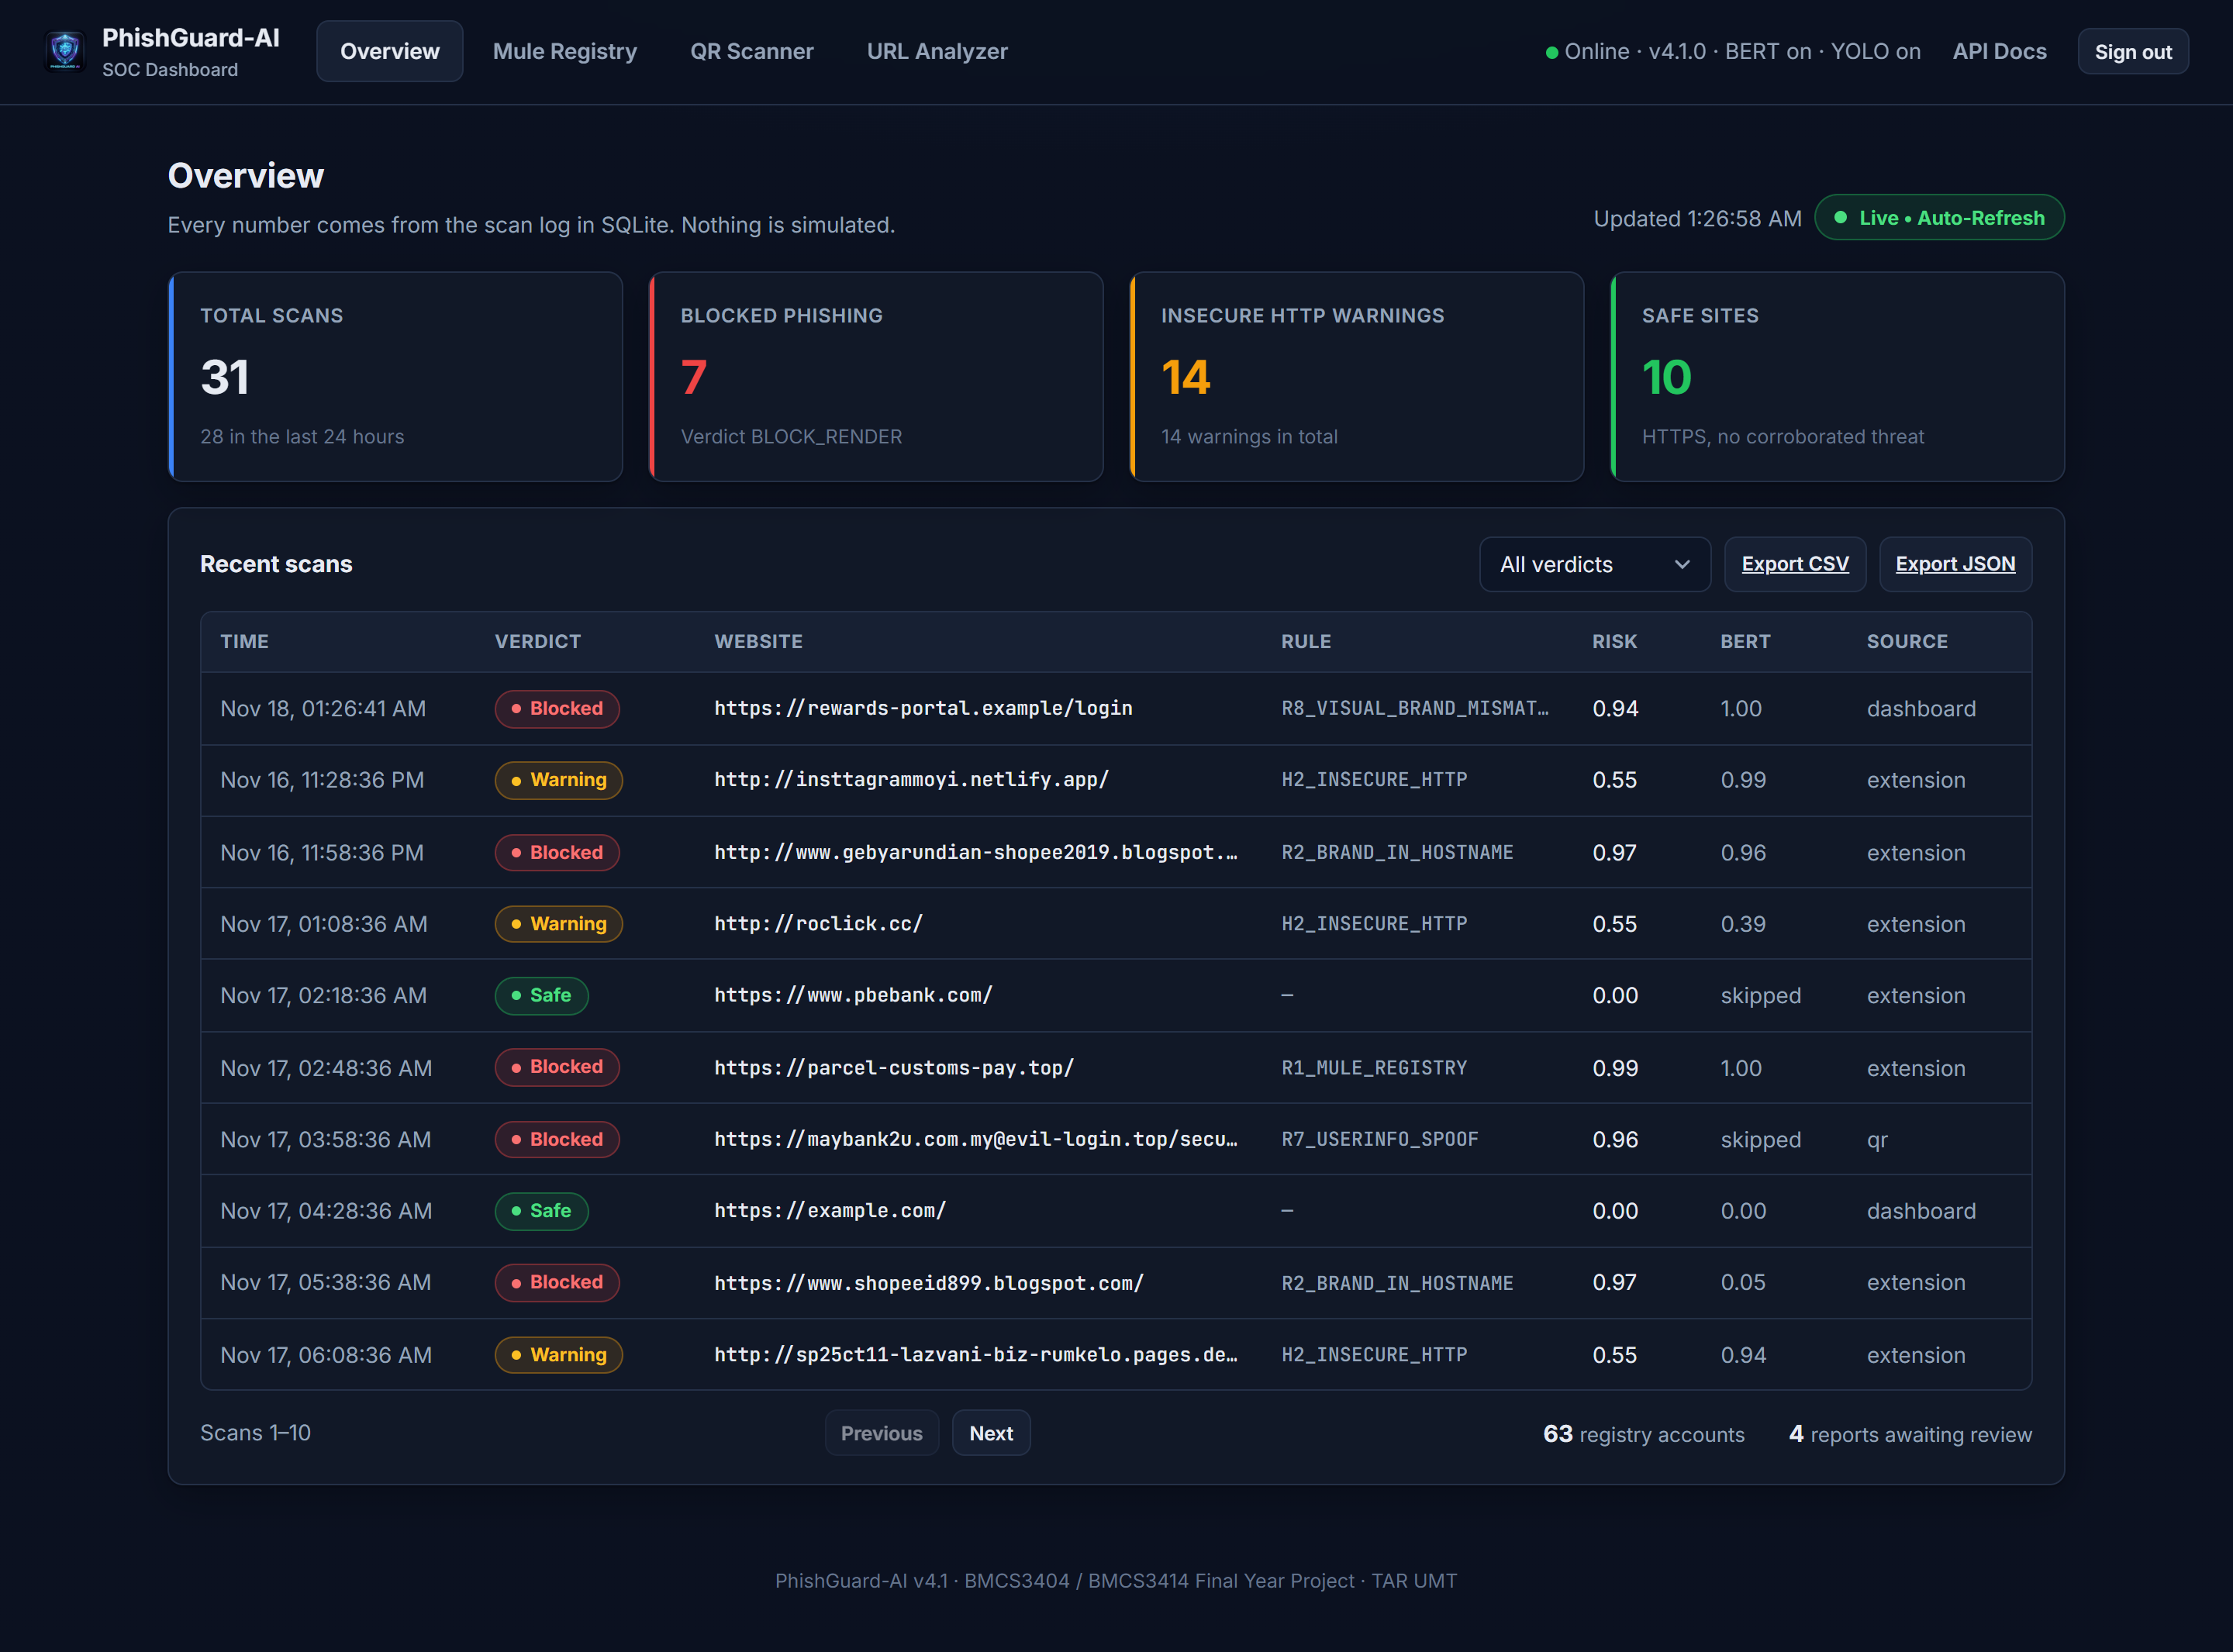 PhishGuard-AI
SOC Dashboard
Overview
Mule Registry
QR Scanner
URL Analyzer
Online · v4.1.0 · BERT on · YOLO on
API Docs
Sign out
Overview
Every number comes from the scan log in SQLite. Nothing is simulated.
Updated 1:26:58 AM
Live • Auto-Refresh
TOTAL SCANS
31
28 in the last 24 hours
BLOCKED PHISHING
7
Verdict BLOCK_RENDER
INSECURE HTTP WARNINGS
14
14 warnings in total
SAFE SITES
10
HTTPS, no corroborated threat
Recent scans
All verdicts
Export CSV
Export JSON
TIME VERDICT WEBSITE RULE RISK BERT SOURCE
Nov 18, 01:26:41 AM Blocked https://rewards-portal.example/login R8_VISUAL_BRAND_MISMAT… 0.94 1.00 dashboard
Nov 16, 11:28:36 PM Warning http://insttagrammoyi.netlify.app/ H2_INSECURE_HTTP 0.55 0.99 extension
Nov 16, 11:58:36 PM Blocked http://www.gebyarundian-shopee2019.blogspot.… R2_BRAND_IN_HOSTNAME 0.97 0.96 extension
Nov 17, 01:08:36 AM Warning http://roclick.cc/ H2_INSECURE_HTTP 0.55 0.39 extension
Nov 17, 02:18:36 AM Safe https://www.pbebank.com/ — 0.00 skipped extension
Nov 17, 02:48:36 AM Blocked https://parcel-customs-pay.top/ R1_MULE_REGISTRY 0.99 1.00 extension
Nov 17, 03:58:36 AM Blocked https://maybank2u.com.my@evil-login.top/secu… R7_USERINFO_SPOOF 0.96 skipped qr
Nov 17, 04:28:36 AM Safe https://example.com/ — 0.00 0.00 dashboard
Nov 17, 05:38:36 AM Blocked https://www.shopeeid899.blogspot.com/ R2_BRAND_IN_HOSTNAME 0.97 0.05 extension
Nov 17, 06:08:36 AM Warning http://sp25ct11-lazvani-biz-rumkelo.pages.de… H2_INSECURE_HTTP 0.55 0.94 extension
Scans 1–10
Previous
Next
63 registry accounts
4 reports awaiting review
PhishGuard-AI v4.1 · BMCS3404 / BMCS3414 Final Year Project · TAR UMT